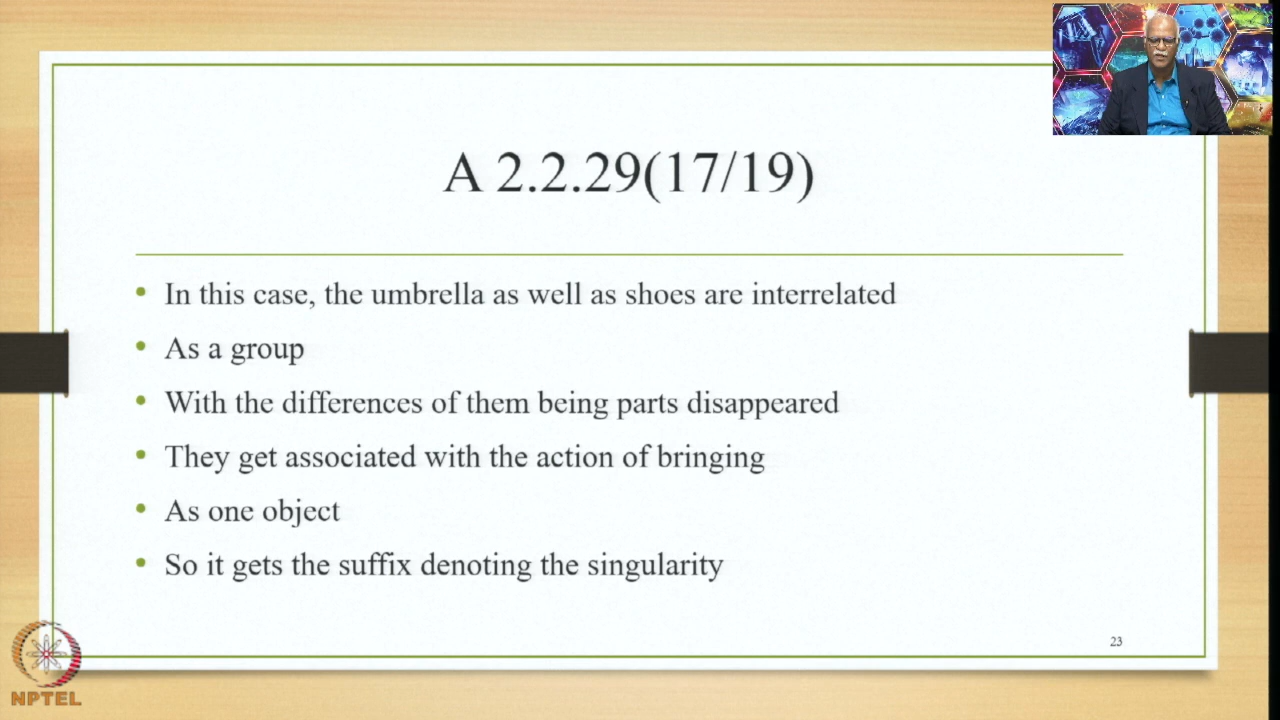 A 2.2.29(17/19)
• In this case, the umbrella as well as shoes are interrelated
• As a group
• With the differences of them being parts disappeared
• They get associated with the action of bringing
• As one object
• So it gets the suffix denoting the singularity
23
NPTEL